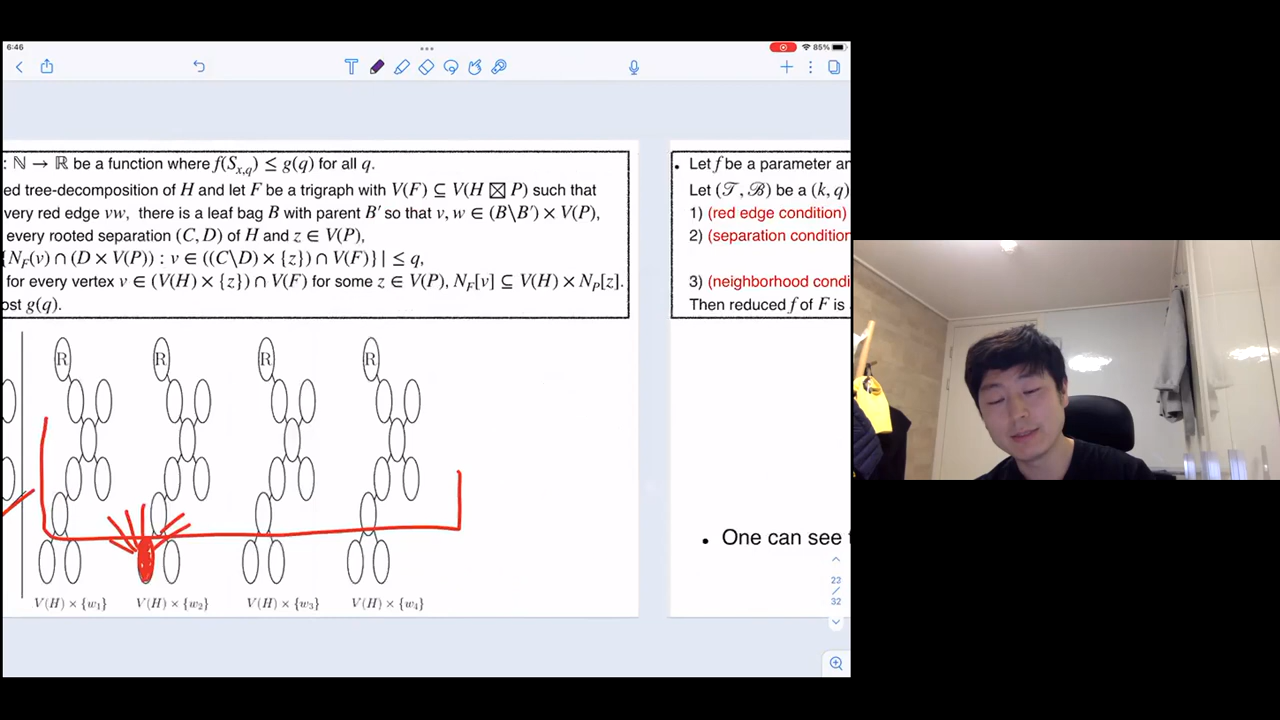 6:46
85%
T
: ℕ → ℝ be a function where f(S_{x,q}) ≤ g(q) for all q.
ed tree-decomposition of H and let F be a trigraph with V(F) ⊆ V(H ⊠ P) such that
very red edge vw, there is a leaf bag B with parent B′ so that v, w ∈ (B\B′) × V(P),
every rooted separation (C, D) of H and z ∈ V(P),
{N_F(v) ∩ (D × V(P)) : v ∈ ((C\D) × {z}) ∩ V(F)}| ≤ q,
for every vertex v ∈ (V(H) × {z}) ∩ V(F) for some z ∈ V(P), N_F[v] ⊆ V(H) × N_P[z].
ost g(q).
R R R R
V(H) × {w₁} V(H) × {w₂} V(H) × {w₃} V(H) × {w₄}
• Let f be a parameter an
Let (𝒯, ℬ) be a (k, q)
1) (red edge condition)
2) (separation condition
3) (neighborhood condi
Then reduced f of F is
• One can see t
23
/
32